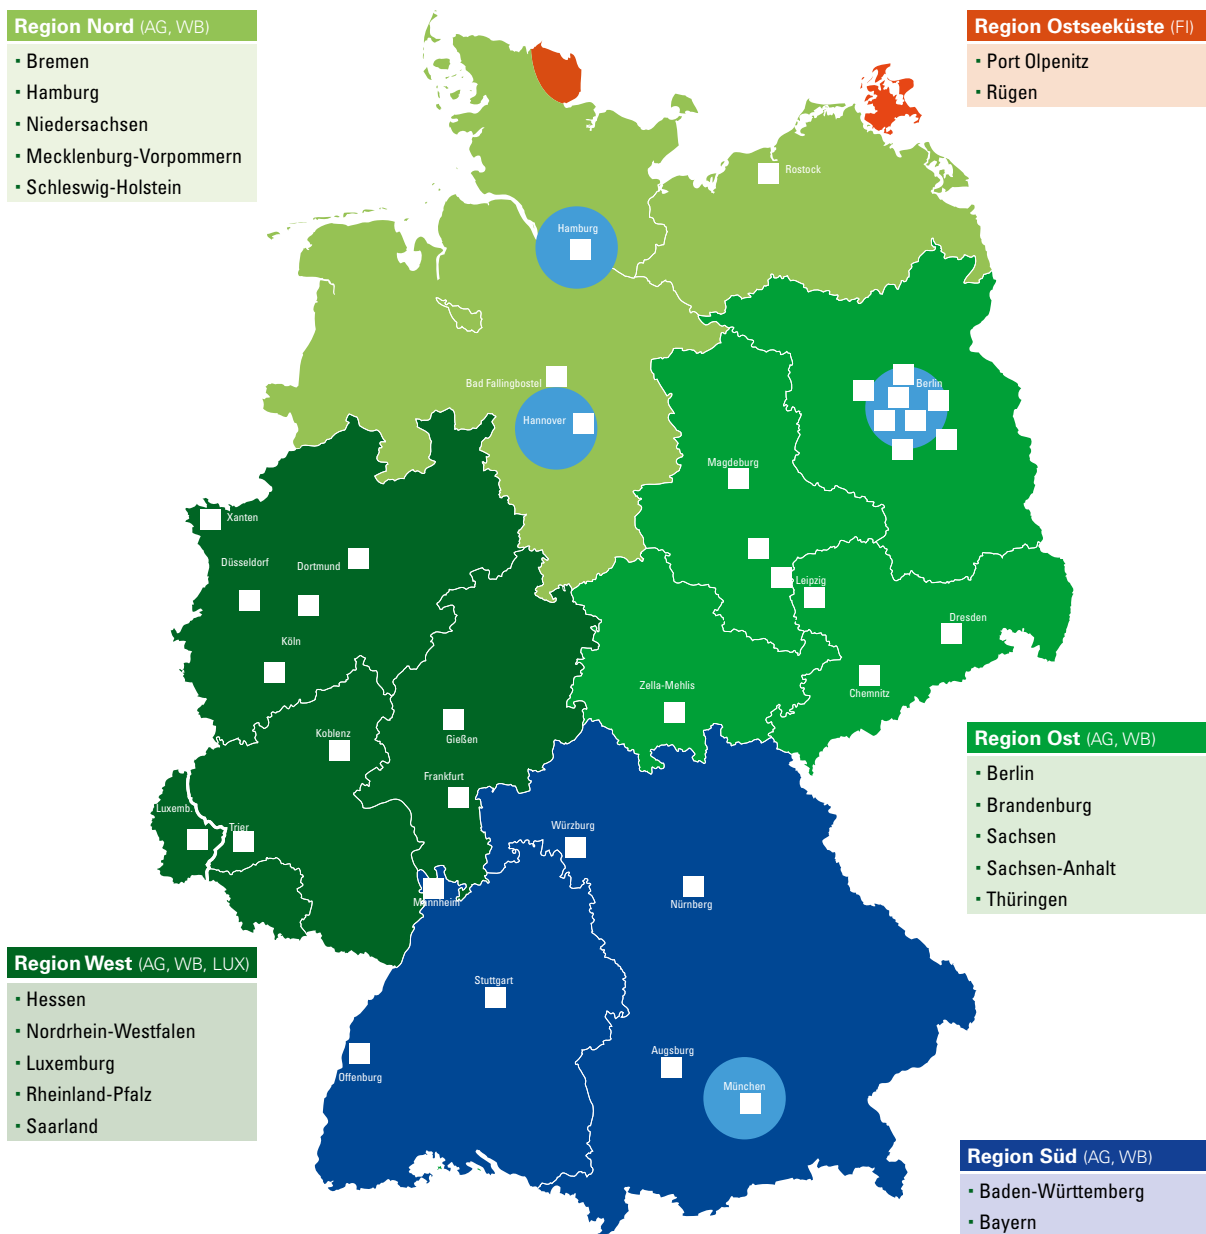 Region Nord (AG, WB)
▪ Bremen
▪ Hamburg
▪ Niedersachsen
▪ Mecklenburg-Vorpommern
▪ Schleswig-Holstein
Region Ostseeküste (FI)
▪ Port Olpenitz
▪ Rügen
Rostock
Hamburg
Bad Fallingbostel
Berlin
Hannover
Magdeburg
Xanten
Düsseldorf
Dortmund
Leipzig
Dresden
Köln
Zella-Mehlis
Chemnitz
Koblenz
Gießen
Frankfurt
Luxemb.
Trier
Würzburg
Mannheim
Nürnberg
Stuttgart
Augsburg
Offenburg
München
Region Ost (AG, WB)
▪ Berlin
▪ Brandenburg
▪ Sachsen
▪ Sachsen-Anhalt
▪ Thüringen
Region West (AG, WB, LUX)
▪ Hessen
▪ Nordrhein-Westfalen
▪ Luxemburg
▪ Rheinland-Pfalz
▪ Saarland
Region Süd (AG, WB)
▪ Baden-Württemberg
▪ Bayern